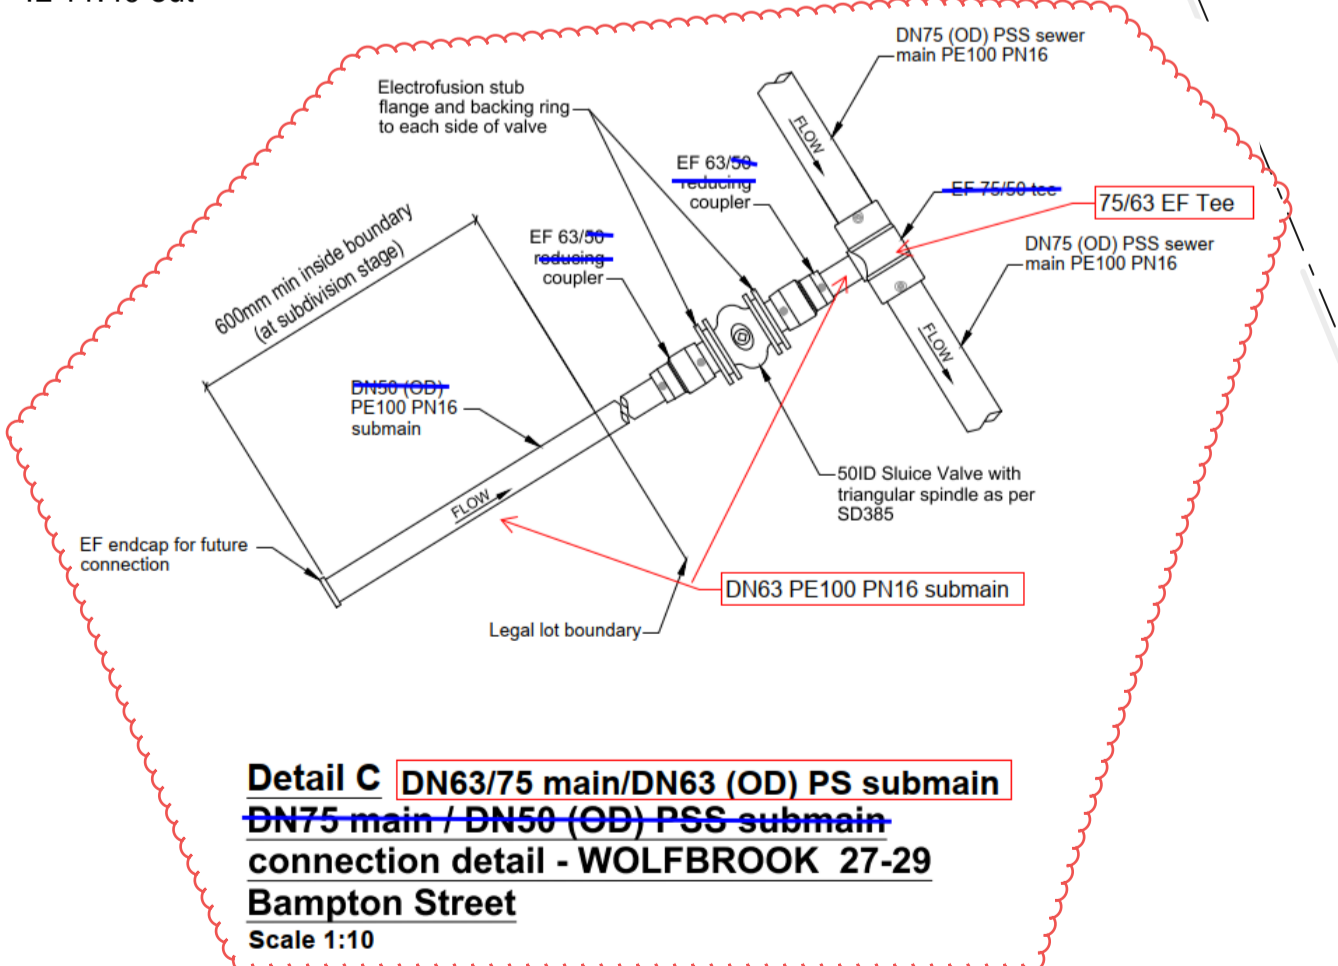 DN75 (OD) PSS sewer
main PE100 PN16
Electrofusion stub
flange and backing ring
to each side of valve
EF 63/50
reducing
coupler
EF 75/50 tee
75/63 EF Tee
FLOW
600mm min inside boundary
(at subdivision stage)
EF 63/50
reducing
coupler
DN75 (OD) PSS sewer
main PE100 PN16
FLOW
DN50 (OD)
PE100 PN16
submain
50ID Sluice Valve with
triangular spindle as per
SD385
FLOW
EF endcap for future
connection
DN63 PE100 PN16 submain
Legal lot boundary
Detail C DN63/75 main/DN63 (OD) PS submain
DN75 main / DN50 (OD) PSS submain
connection detail - WOLFBROOK 27-29
Bampton Street
Scale 1:10